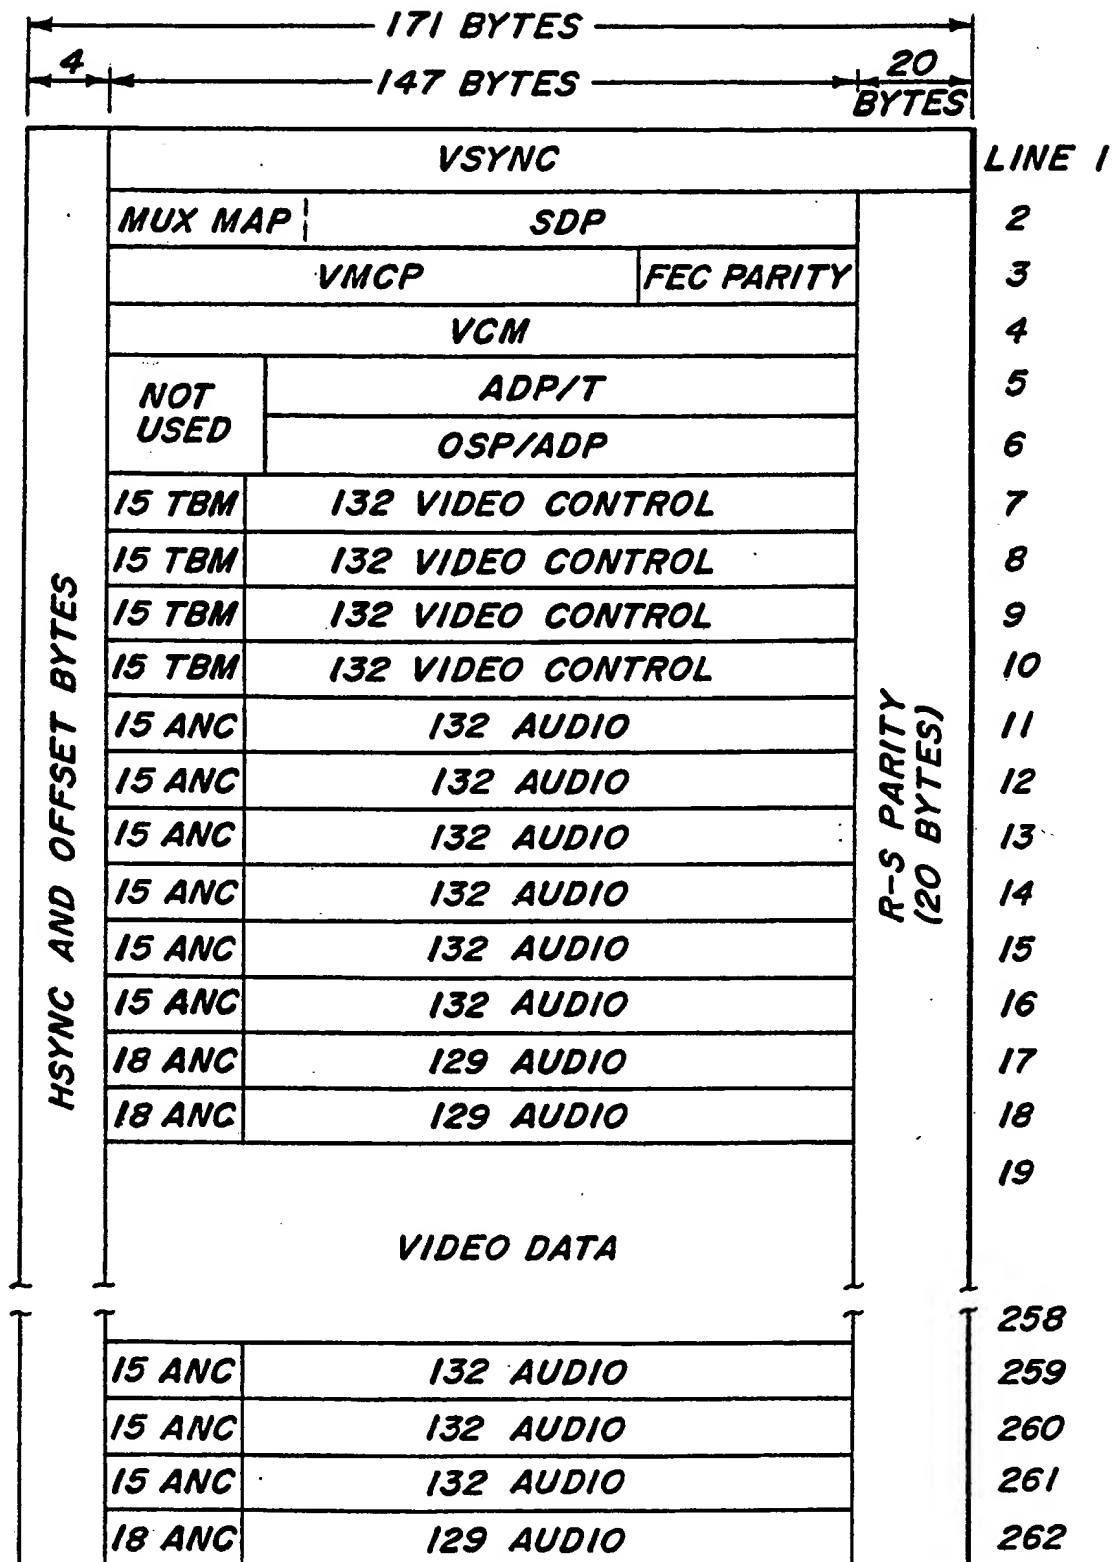 171 BYTES
4 147 BYTES 20 BYTES
VSYNC LINE 1
MUX MAP SDP 2
VMCP FEC PARITY 3
VCM 4
NOT USED ADP/T 5
OSP/ADP 6
15 TBM 132 VIDEO CONTROL 7
15 TBM 132 VIDEO CONTROL 8
15 TBM 132 VIDEO CONTROL 9
15 TBM 132 VIDEO CONTROL 10
15 ANC 132 AUDIO 11
15 ANC 132 AUDIO 12
15 ANC 132 AUDIO 13
15 ANC 132 AUDIO 14
15 ANC 132 AUDIO 15
15 ANC 132 AUDIO 16
18 ANC 129 AUDIO 17
18 ANC 129 AUDIO 18
19
VIDEO DATA
258
15 ANC 132 AUDIO 259
15 ANC 132 AUDIO 260
15 ANC 132 AUDIO 261
18 ANC 129 AUDIO 262
HSYNC AND OFFSET BYTES
R-S PARITY
(20 BYTES)